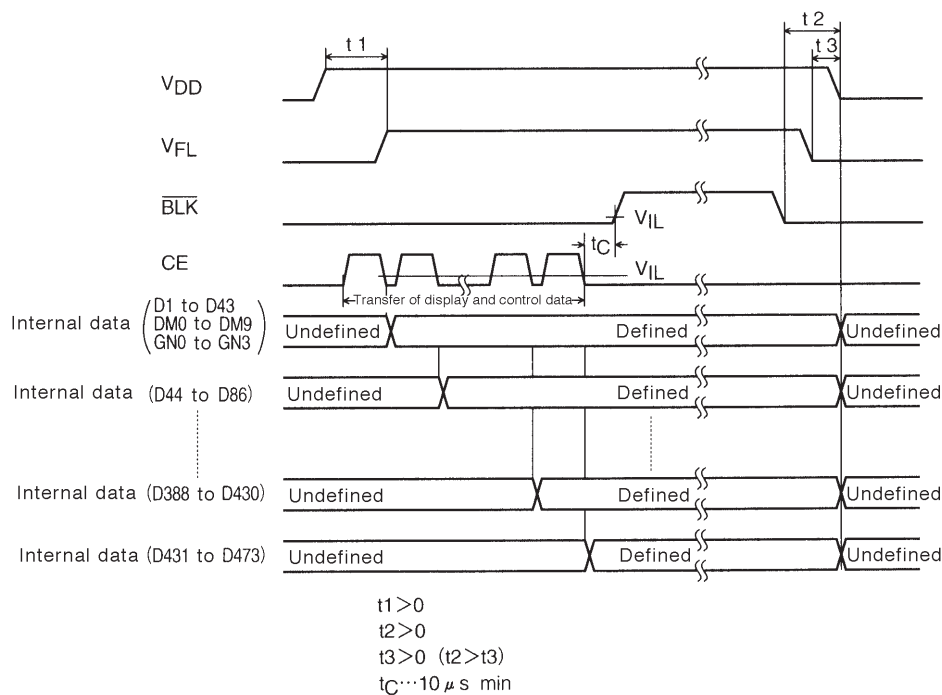 t 2
t 1
t 3
VDD
VFL
BLK
VIL
tC
CE
VIL
Transfer of display and control data
Internal data (D1 to D43
DM0 to DM9
GN0 to GN3)
Undefined Defined Undefined
Internal data (D44 to D86)
Undefined Defined Undefined
Internal data (D388 to D430)
Undefined Defined Undefined
Internal data (D431 to D473)
Undefined Defined Undefined
t1>0
t2>0
t3>0 (t2>t3)
tC⋯10 μs min